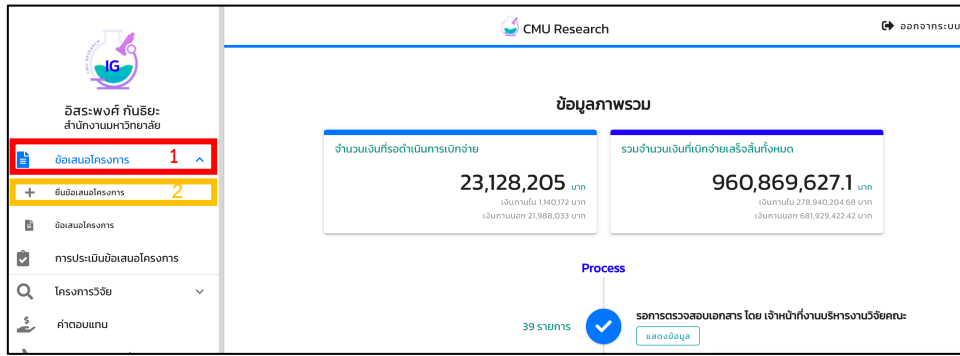 CMU Research
ออกจากระบบ
CMU RESEARCH
IG
อิสระพงศ์ กันธิยะ
สำนักงานมหาวิทยาลัย
ข้อเสนอโครงการ 1
ยื่นข้อเสนอโครงการ 2
ข้อเสนอโครงการ
การประเมินข้อเสนอโครงการ
โครงการวิจัย
ค่าตอบแทน
ข้อมูลภาพรวม
จำนวนเงินที่รอดำเนินการเบิกจ่าย
23,128,205 บาท
เงินภายใน 1,140,172 บาท
เงินภายนอก 21,988,033 บาท
รวมจำนวนเงินที่เบิกจ่ายเสร็จสิ้นทั้งหมด
960,869,627.1 บาท
เงินภายใน 278,940,204.68 บาท
เงินภายนอก 681,929,422.42 บาท
Process
39 รายการ
รอการตรวจสอบเอกสาร โดย เจ้าหน้าที่งานบริหารงานวิจัยคณะ
แสดงข้อมูล